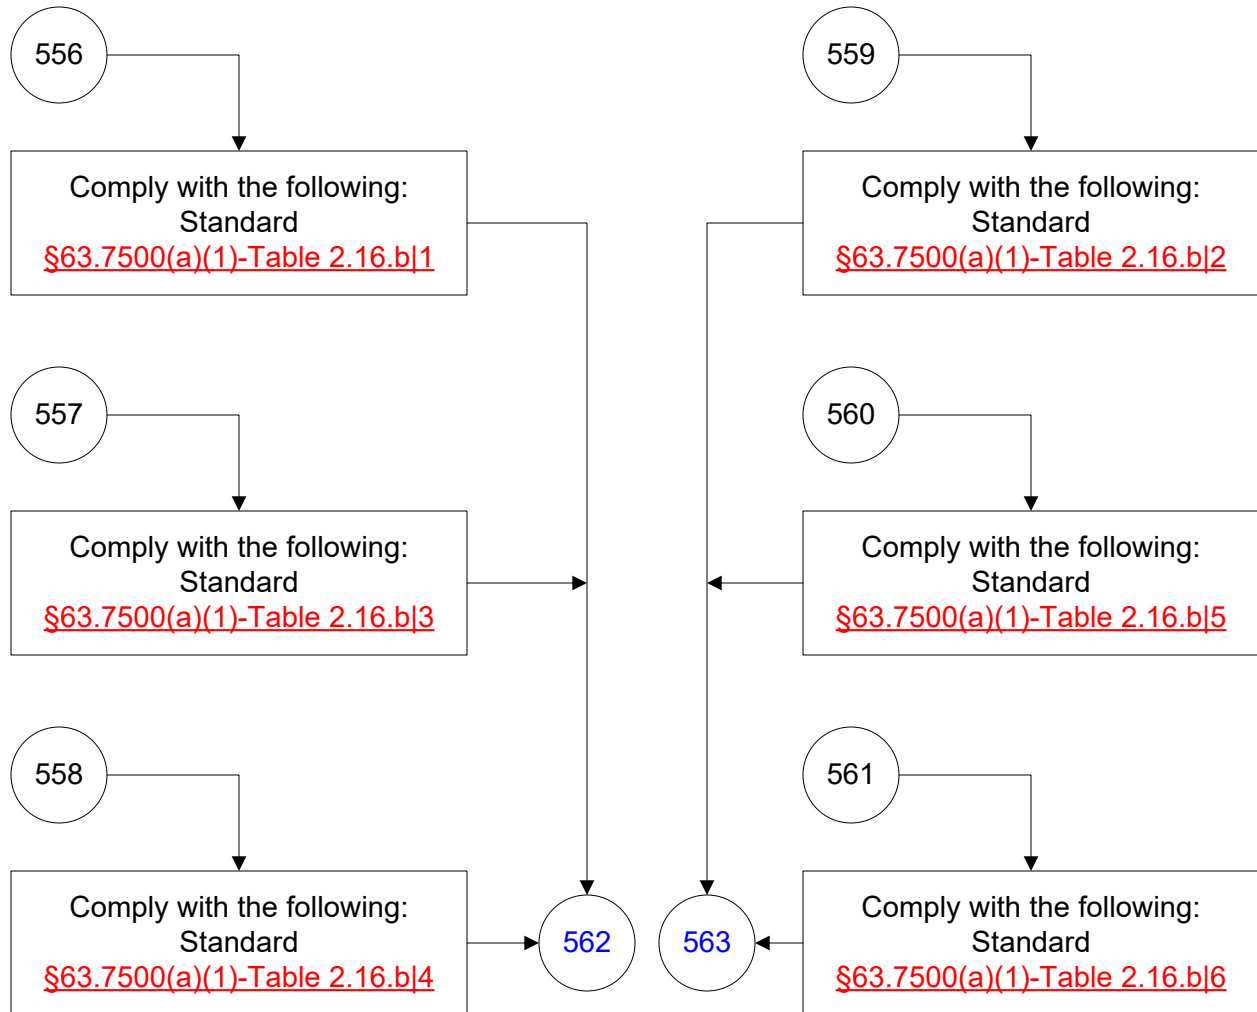 556
Comply with the following:
Standard
§63.7500(a)(1)-Table 2.16.b|1
559
Comply with the following:
Standard
§63.7500(a)(1)-Table 2.16.b|2
557
Comply with the following:
Standard
§63.7500(a)(1)-Table 2.16.b|3
560
Comply with the following:
Standard
§63.7500(a)(1)-Table 2.16.b|5
558
Comply with the following:
Standard
§63.7500(a)(1)-Table 2.16.b|4
562
563
561
Comply with the following:
Standard
§63.7500(a)(1)-Table 2.16.b|6